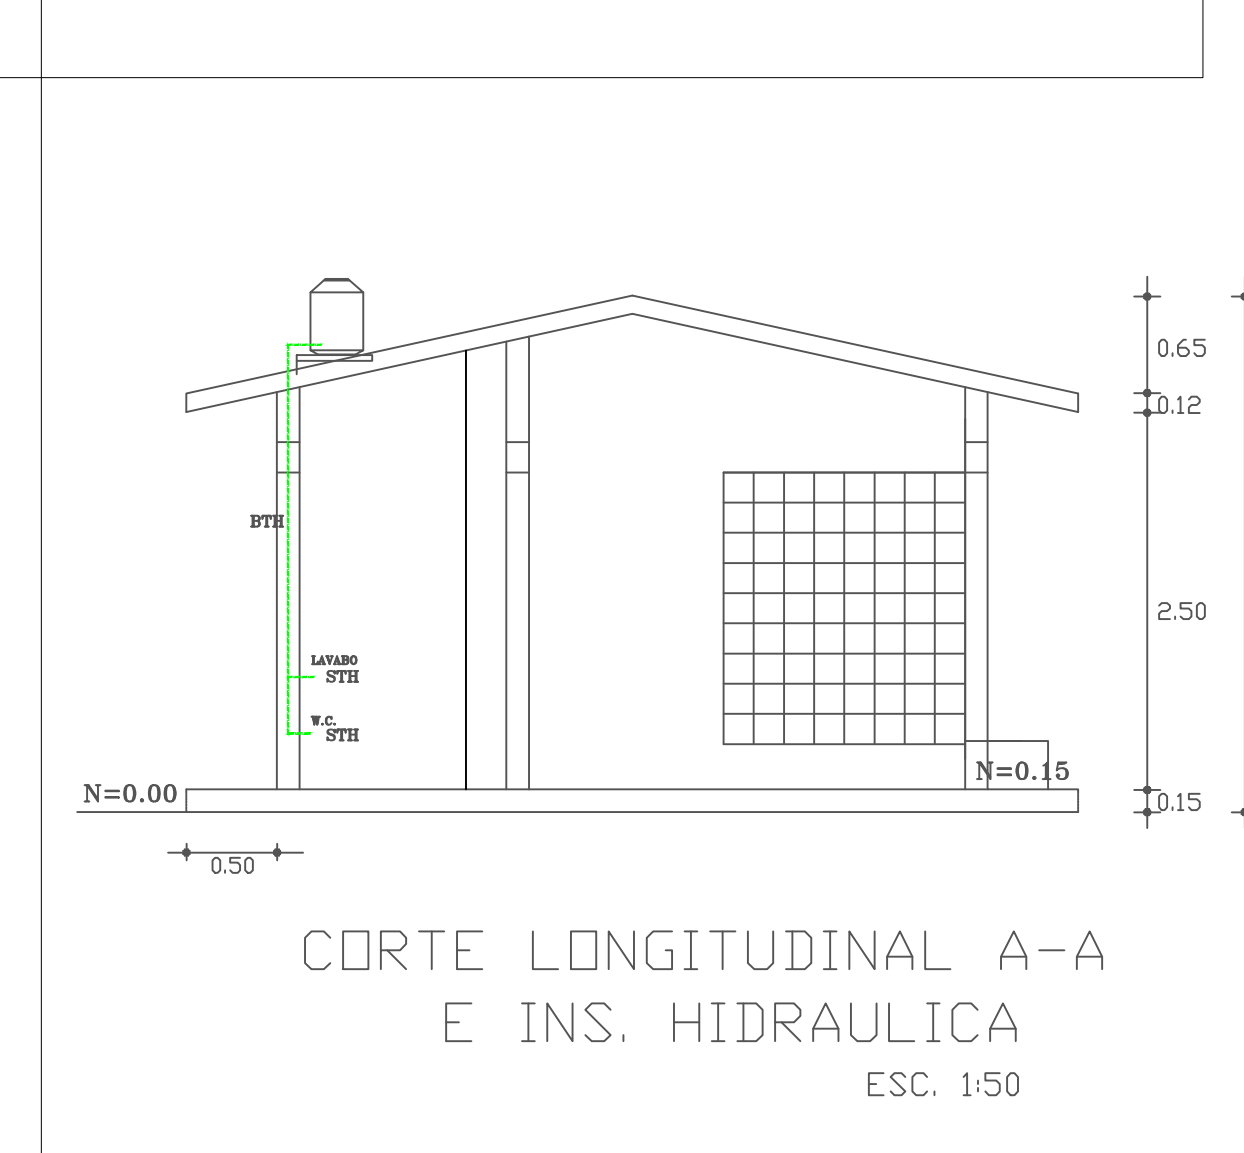 0.65
0.12
BTH
2.50
LAVABO
STH
W.C.
STH
N=0.15
N=0.00
0.15
0.50
CORTE LONGITUDINAL A-A
E INS. HIDRAULICA
ESC. 1:50